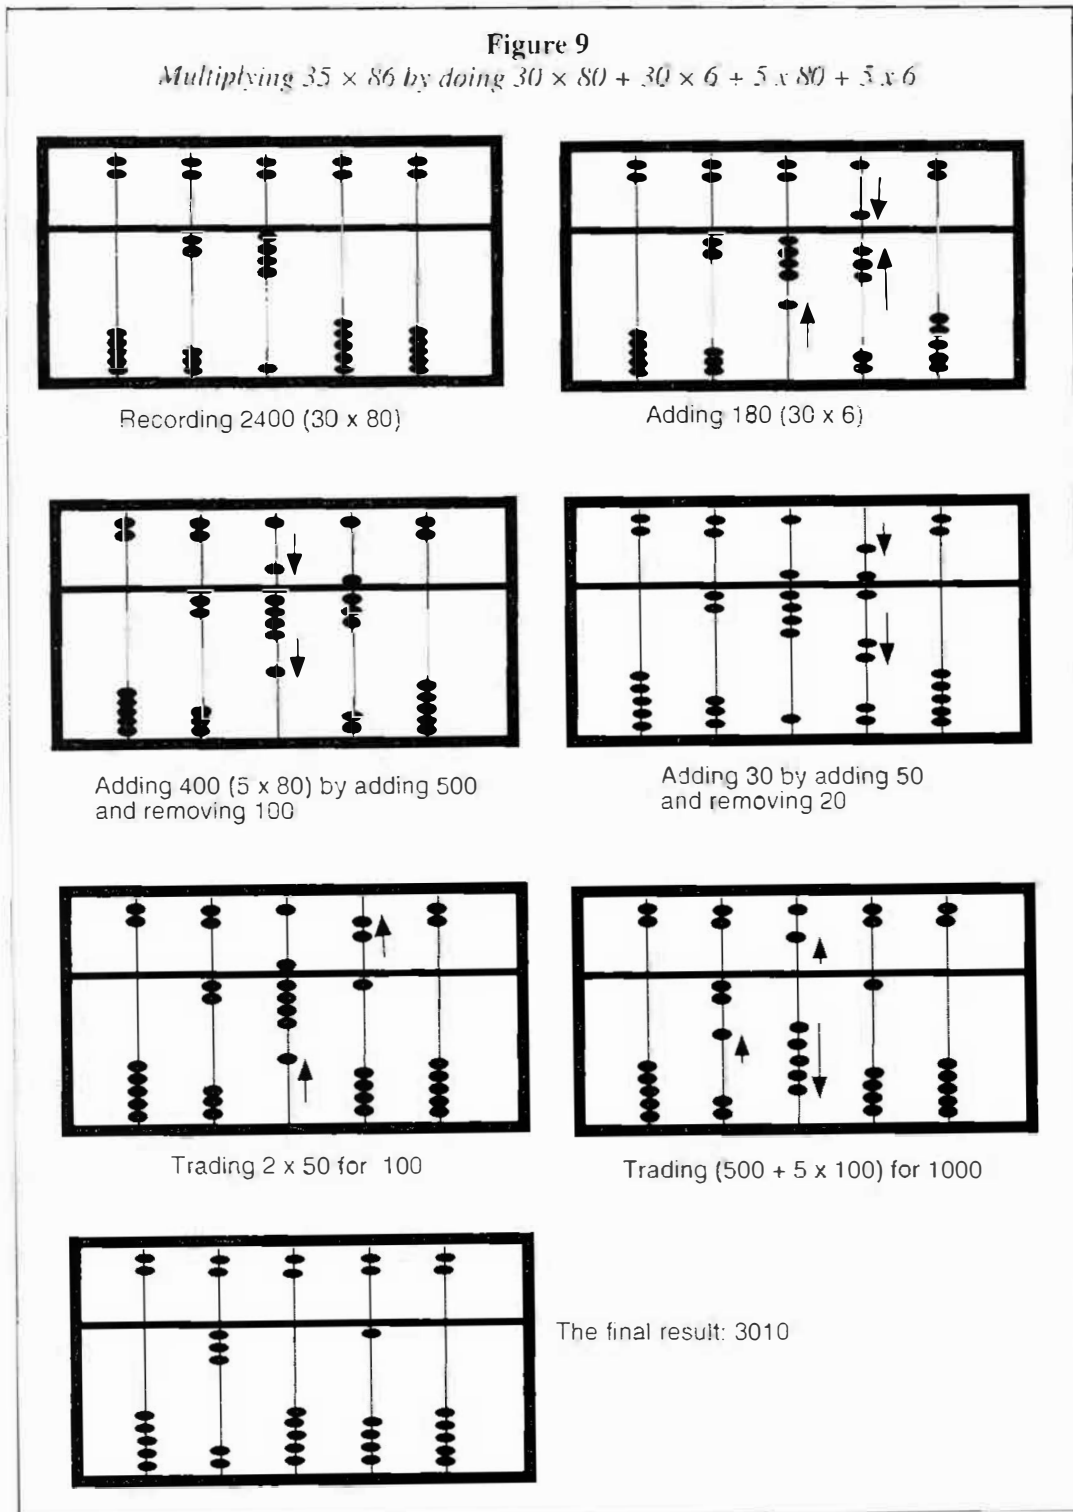 Figure 9
Multiplying 35 × 86 by doing 30 × 80 + 30 × 6 + 5 x 80 + 5 x 6
Recording 2400 (30 x 80)
Adding 180 (30 x 6)
Adding 400 (5 x 80) by adding 500
and removing 100
Adding 30 by adding 50
and removing 20
Trading 2 x 50 for 100
Trading (500 + 5 x 100) for 1000
The final result: 3010